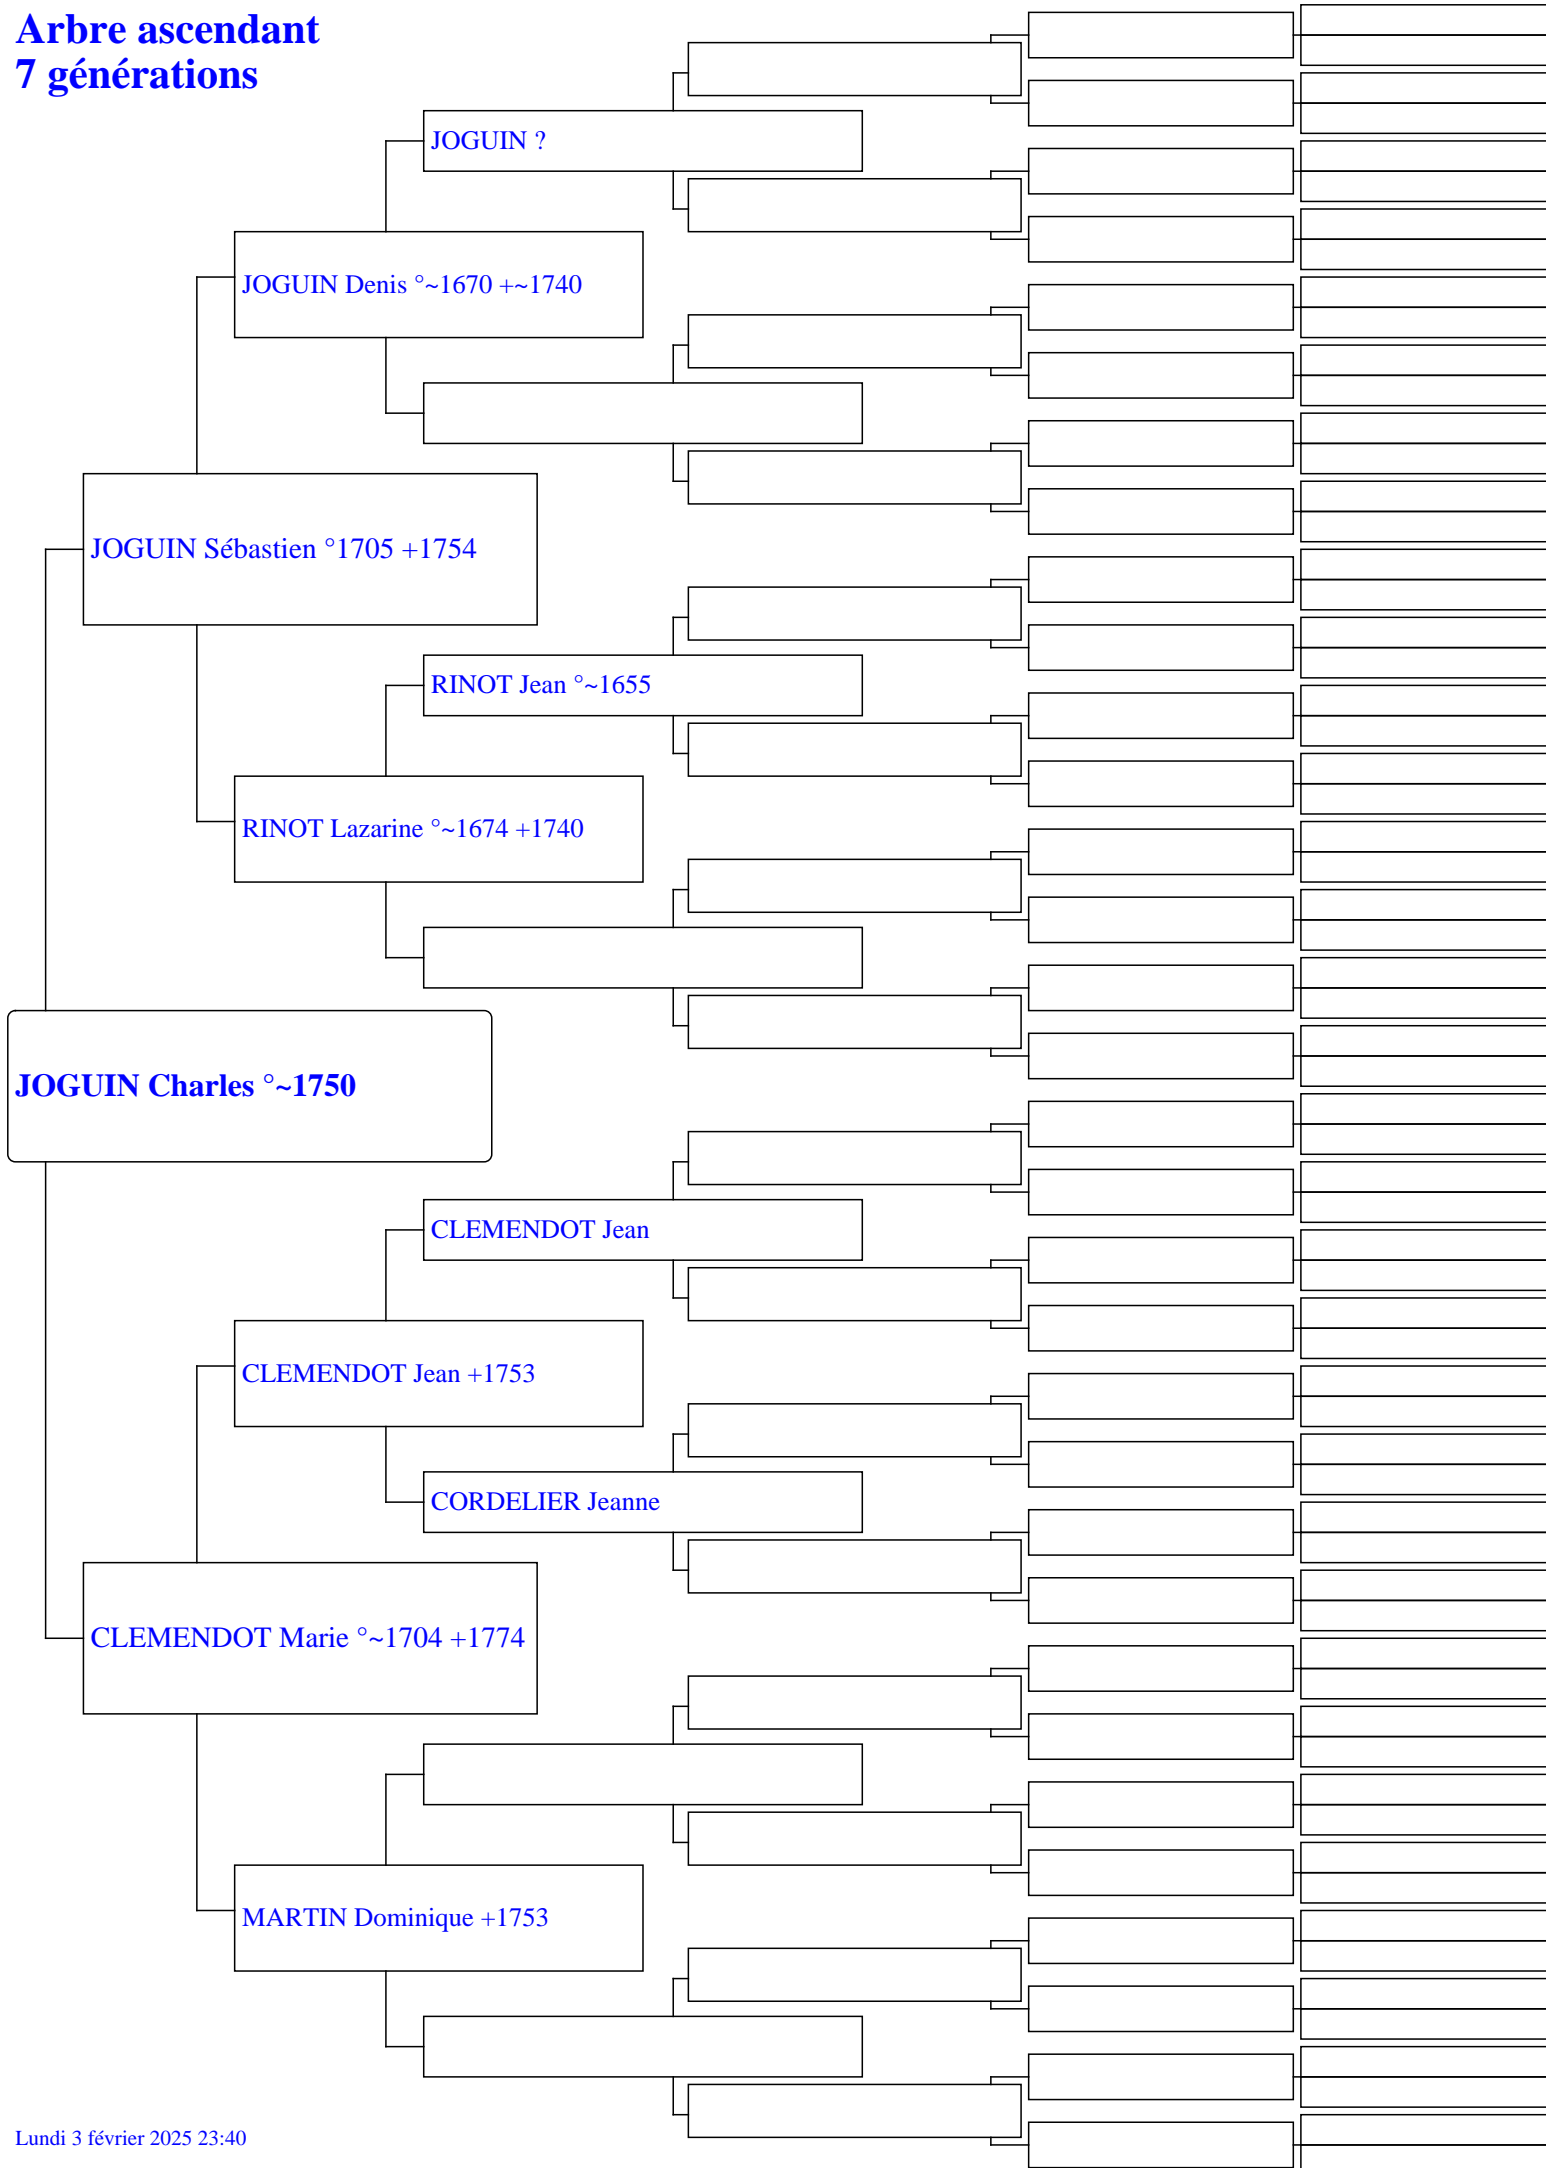 Arbre ascendant
7 générations
JOGUIN ?
JOGUIN Denis °~1670 +~1740
JOGUIN Sébastien °1705 +1754
RINOT Jean °~1655
RINOT Lazarine °~1674 +1740
JOGUIN Charles °~1750
CLEMENDOT Jean
CLEMENDOT Jean +1753
CORDELIER Jeanne
CLEMENDOT Marie °~1704 +1774
MARTIN Dominique +1753
Lundi 3 février 2025 23:40